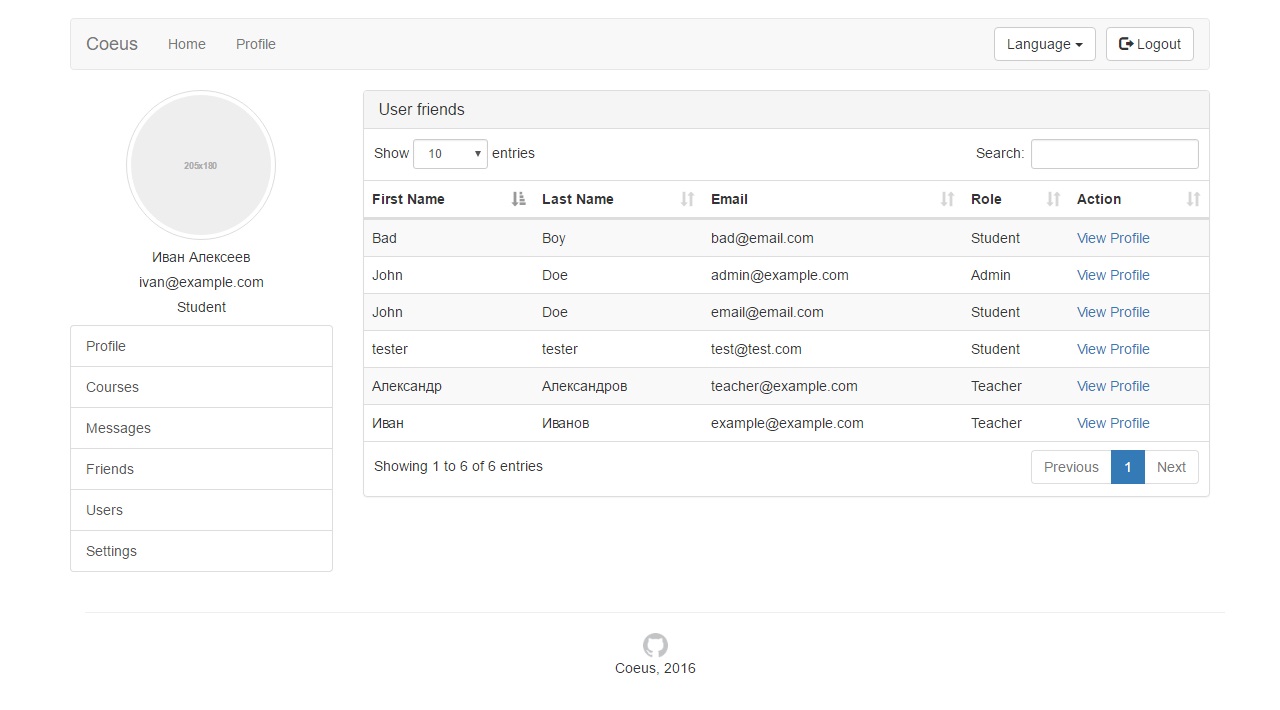 Coeus Home Profile Language Logout
205x180
Иван Алексеев
ivan@example.com
Student
Profile
Courses
Messages
Friends
Users
Settings
User friends
Show 10 entries Search:
First Name Last Name Email Role Action
Bad Boy bad@email.com Student View Profile
John Doe admin@example.com Admin View Profile
John Doe email@email.com Student View Profile
tester tester test@test.com Student View Profile
Александр Александров teacher@example.com Teacher View Profile
Иван Иванов example@example.com Teacher View Profile
Showing 1 to 6 of 6 entries Previous 1 Next
Coeus, 2016